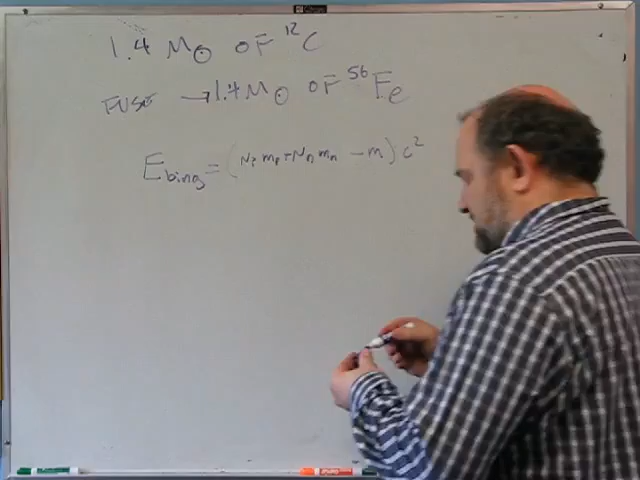 1.4 M☉ OF ¹²C
FUSE → 1.4 M☉ OF ⁵⁶Fe
E_bing = (N_p m_p + N_n m_n − m) c²